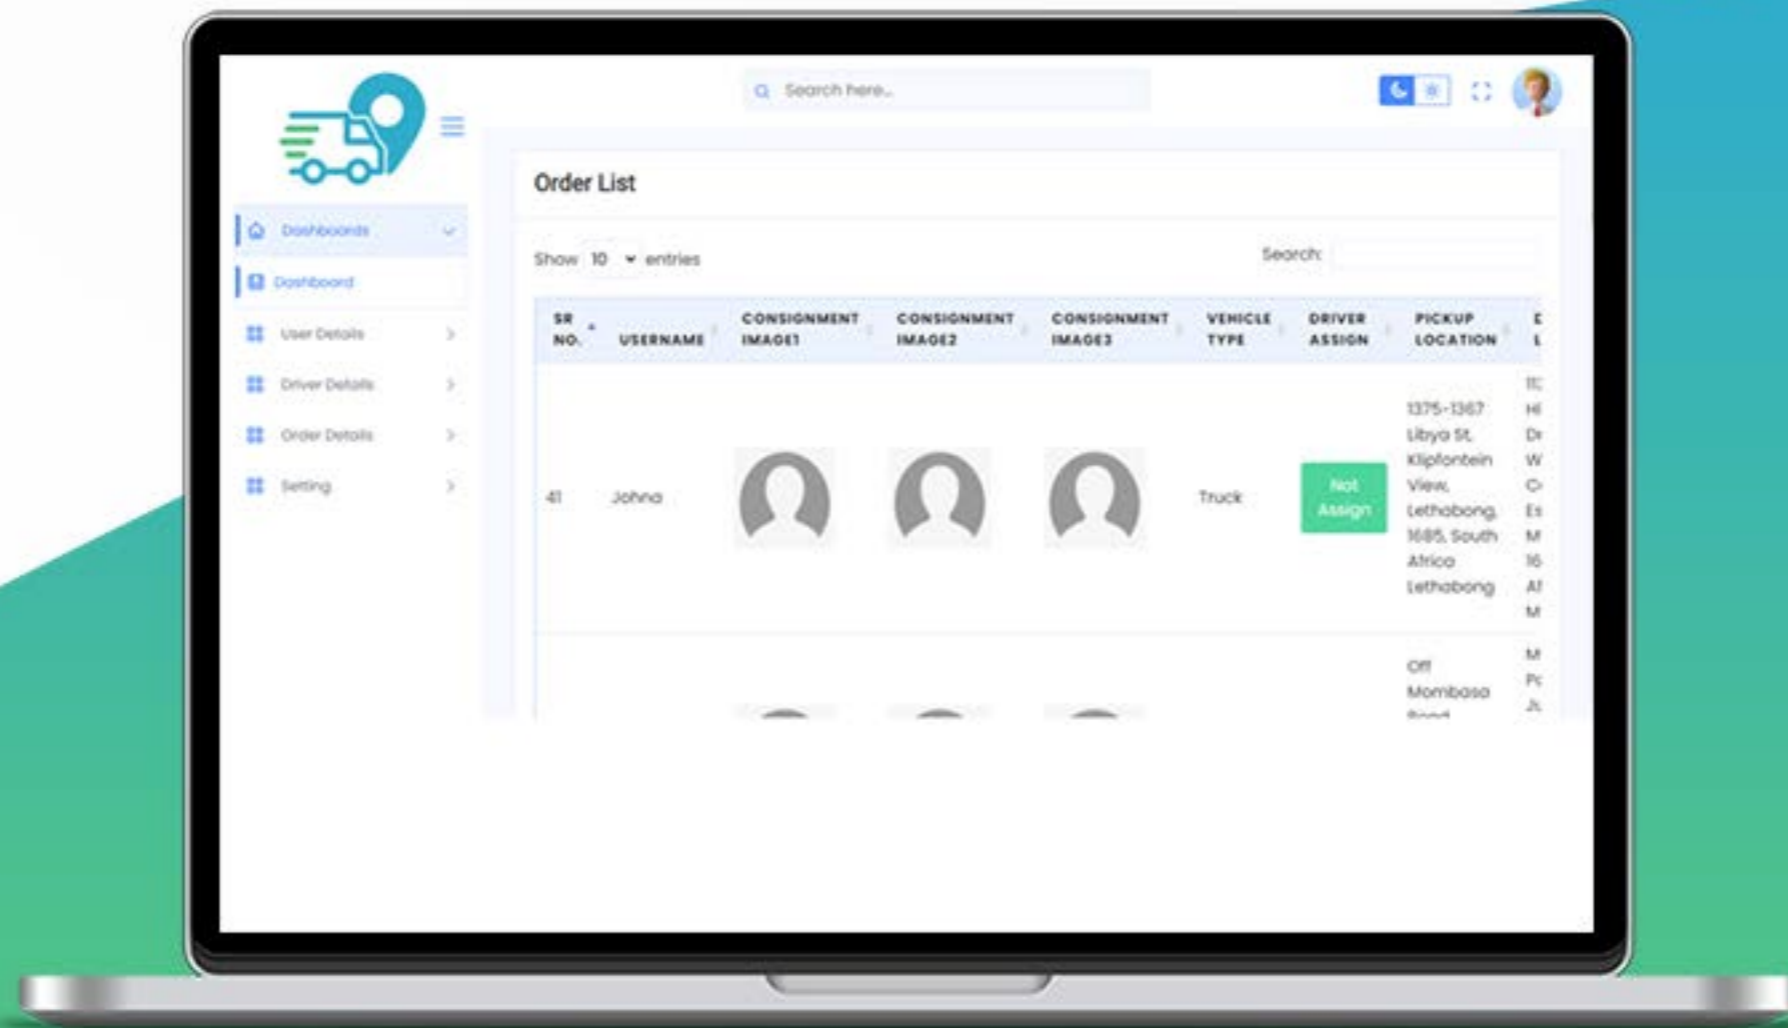 Search here...
Order List
Dashboards
Dashboard
User Details
Driver Details
Order Details
Setting
Show 10 entries
Search:
SR NO.
USERNAME
CONSIGNMENT IMAGE1
CONSIGNMENT IMAGE2
CONSIGNMENT IMAGE3
VEHICLE TYPE
DRIVER ASSIGN
PICKUP LOCATION
41
Johna
Truck
Not
Assign
1375-1367
Libya St,
Klipfontein
View,
Lethabong,
1685, South
Africa
Lethabong
Off
Mombasa
Road